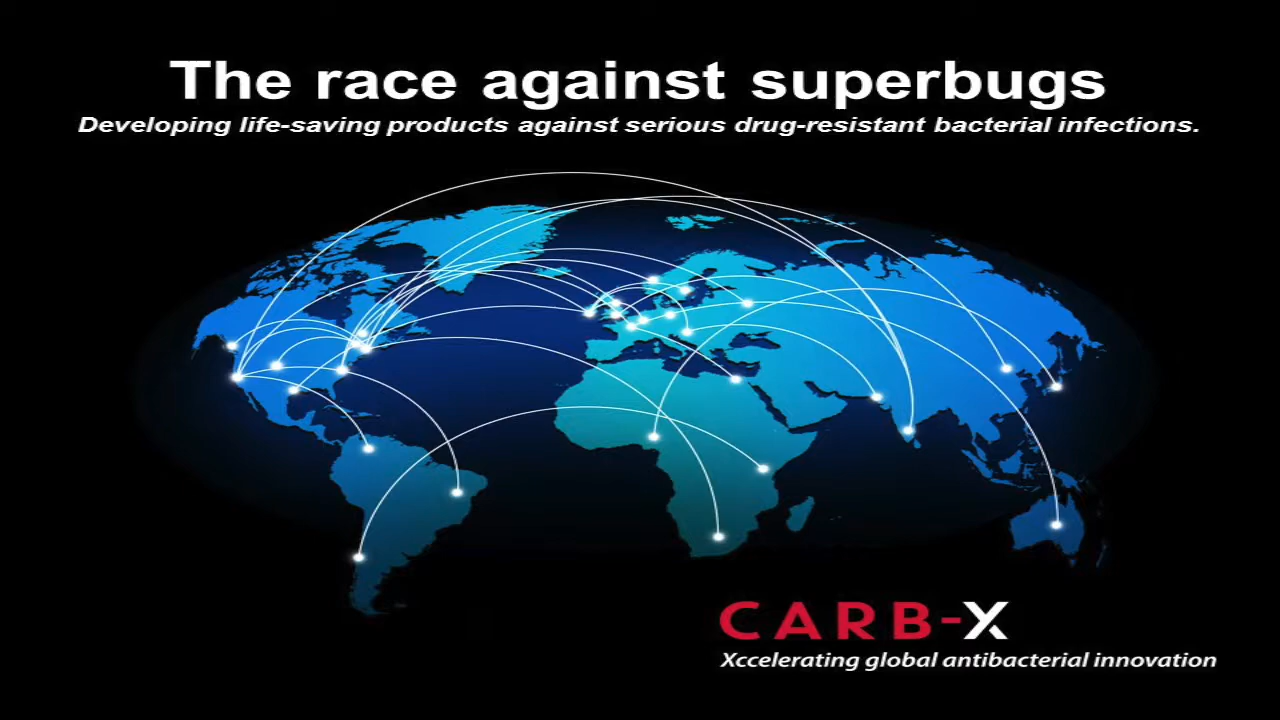 The race against superbugs
Developing life-saving products against serious drug-resistant bacterial infections.
CARB-X
Xccelerating global antibacterial innovation